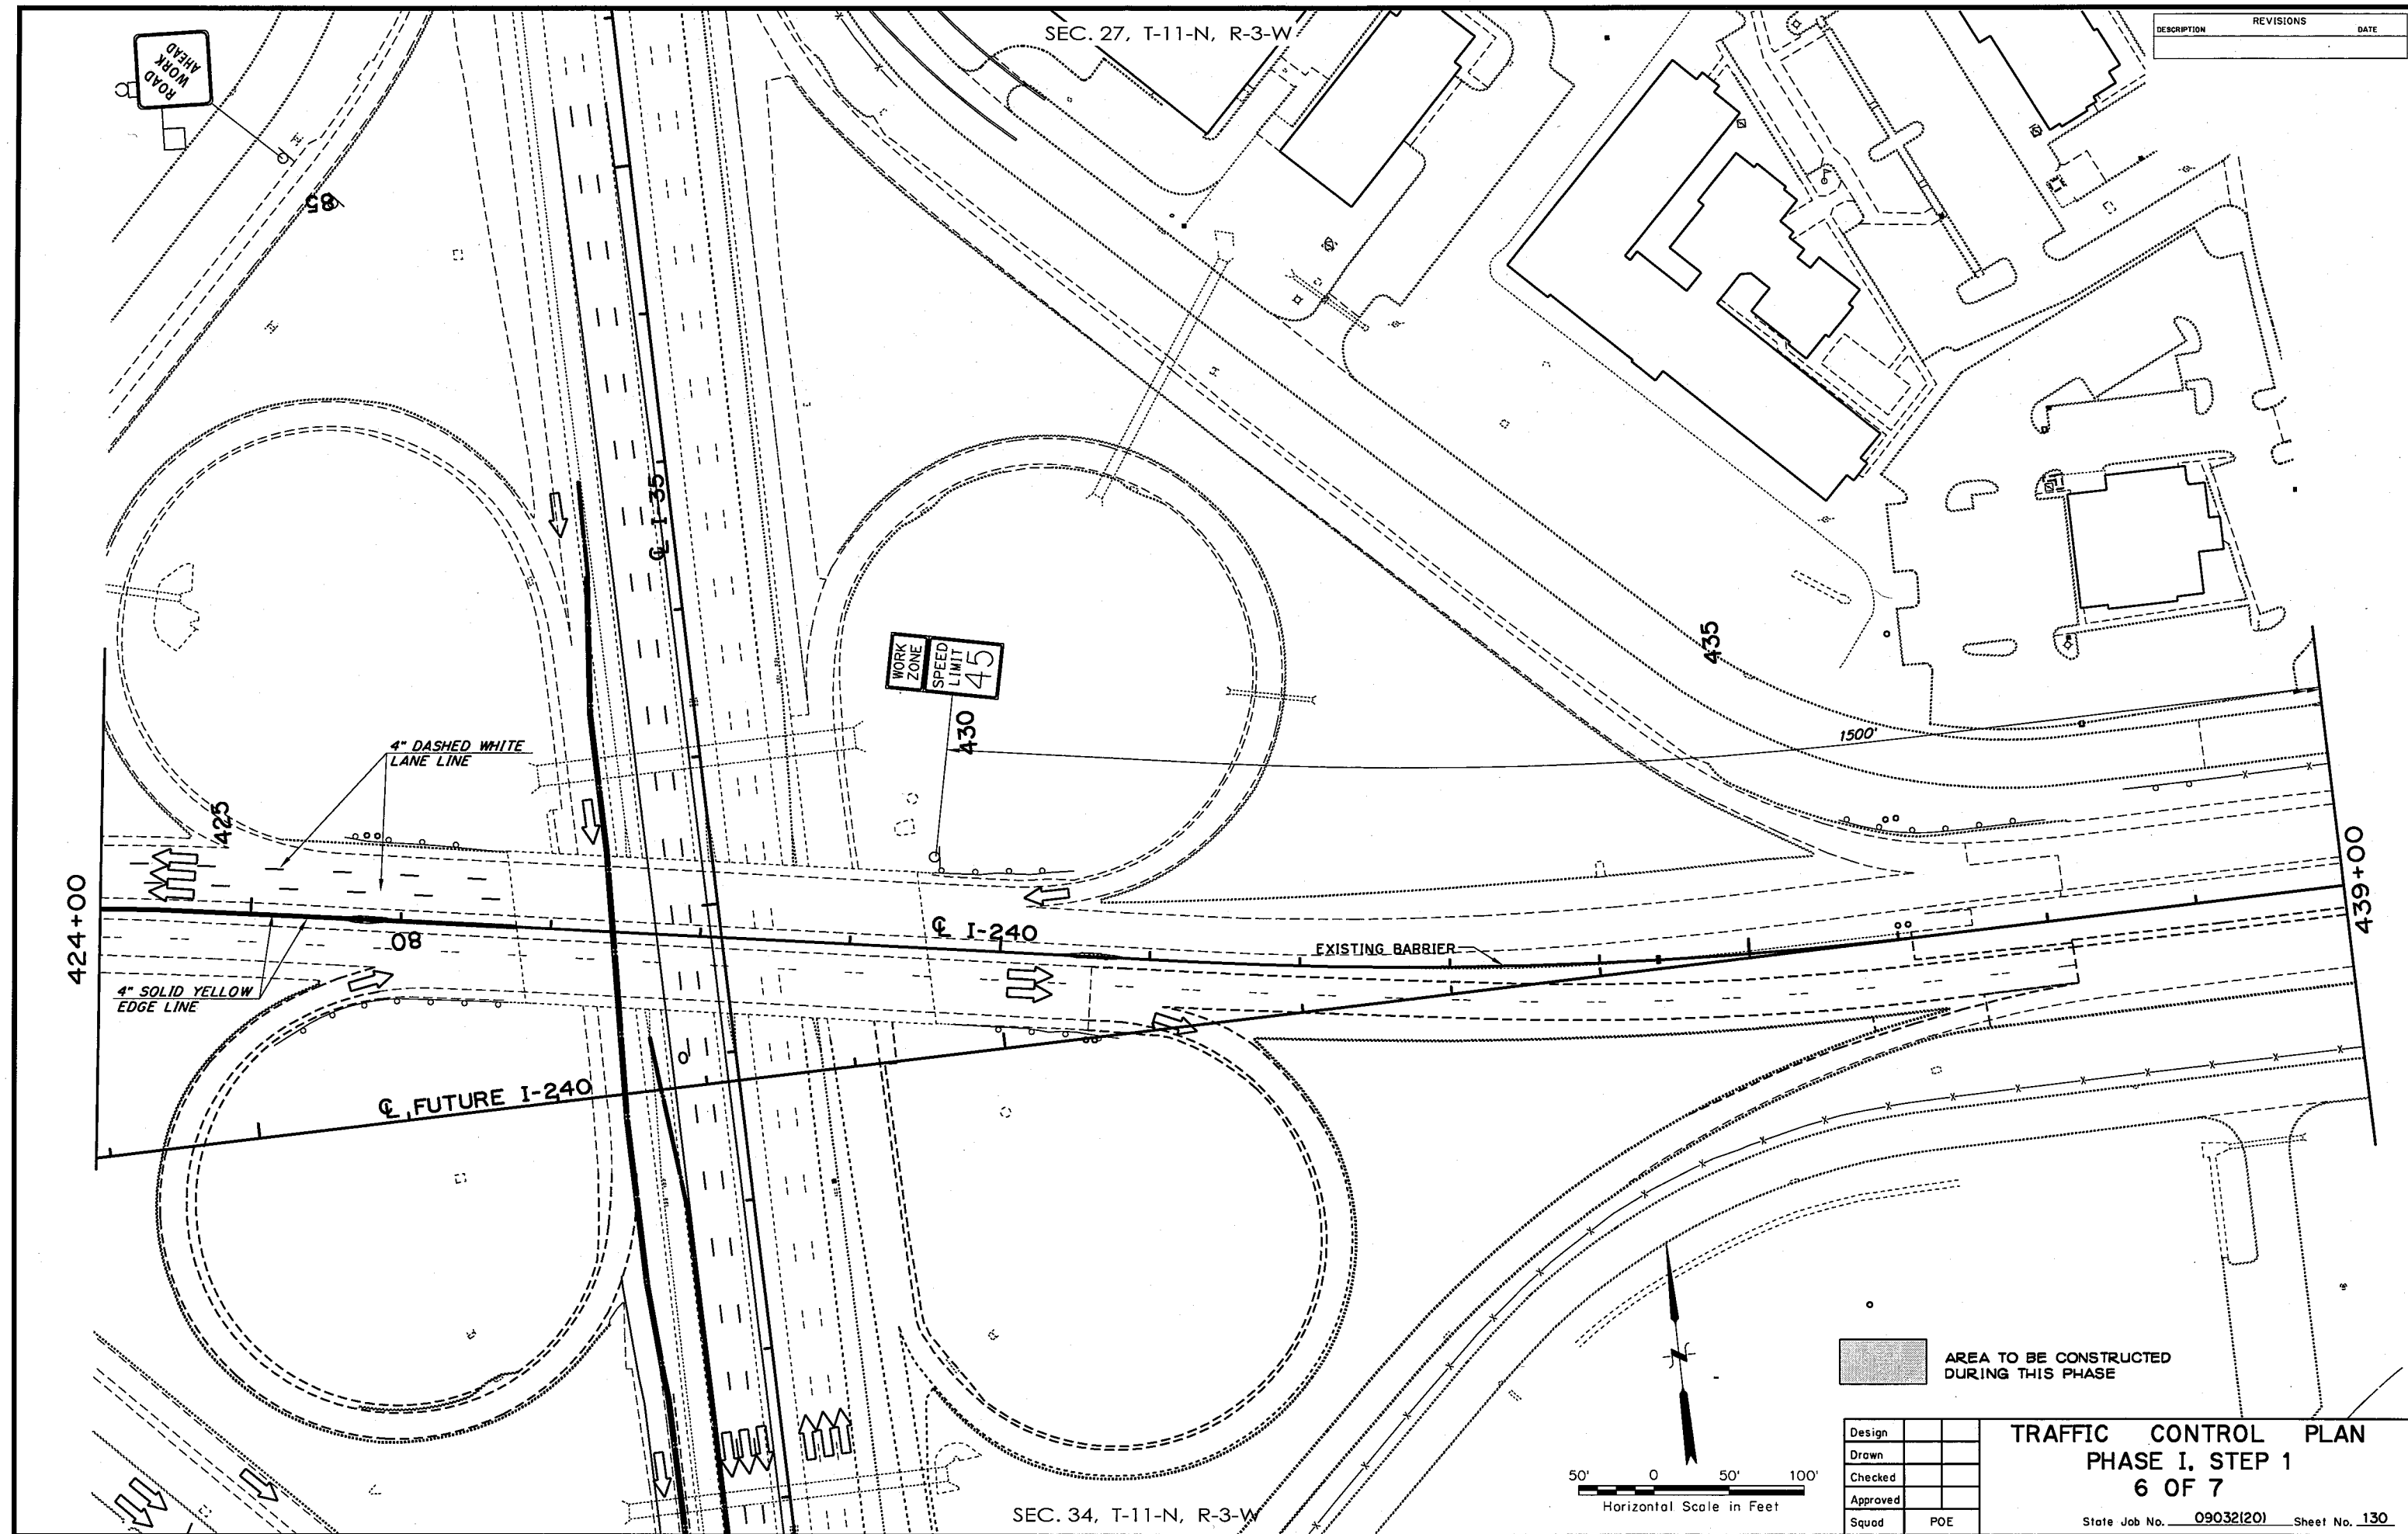 SEC. 27, T-11-N, R-3-W
REVISIONS
DESCRIPTION DATE
ROAD
WORK
AHEAD
85
℄ I-35
WORK
ZONE
SPEED
LIMIT
45
430
435
1500'
4" DASHED WHITE
LANE LINE
425
424+00
439+00
℄ I-240
EXISTING BARRIER
80
4" SOLID YELLOW
EDGE LINE
0
℄ FUTURE I-240
N
AREA TO BE CONSTRUCTED
DURING THIS PHASE
50' 0 50' 100'
Horizontal Scale in Feet
SEC. 34, T-11-N, R-3-W
Design
Drawn
Checked
Approved
Squad POE
TRAFFIC CONTROL PLAN
PHASE I, STEP 1
6 OF 7
State Job No. 09032(20) Sheet No. 130